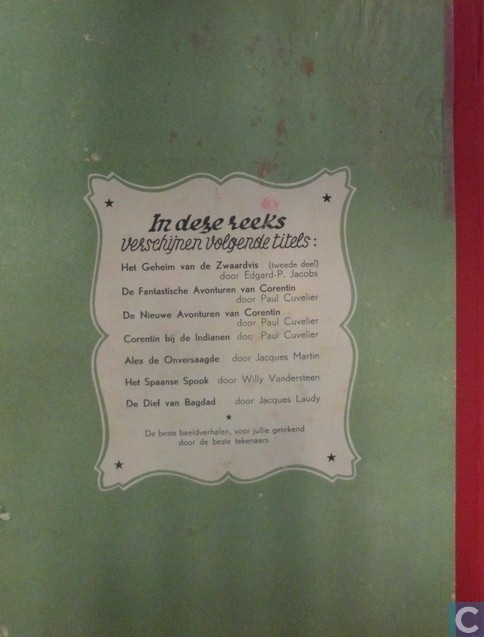 In deze reeks
verschijnen volgende titels :
Het Geheim van de Zwaardvis (tweede deel)
door Edgard-P. Jacobs
De Fantastische Avonturen van Corentin
door Paul Cuvelier
De Nieuwe Avonturen van Corentin
door Paul Cuvelier
Corentin bij de Indianen door Paul Cuvelier
Alex de Onversaagde door Jacques Martin
Het Spaanse Spook door Willy Vandersteen
De Dief van Bagdad door Jacques Laudy
De beste beeldverhalen, voor jullie getekend
door de beste tekenaars
C